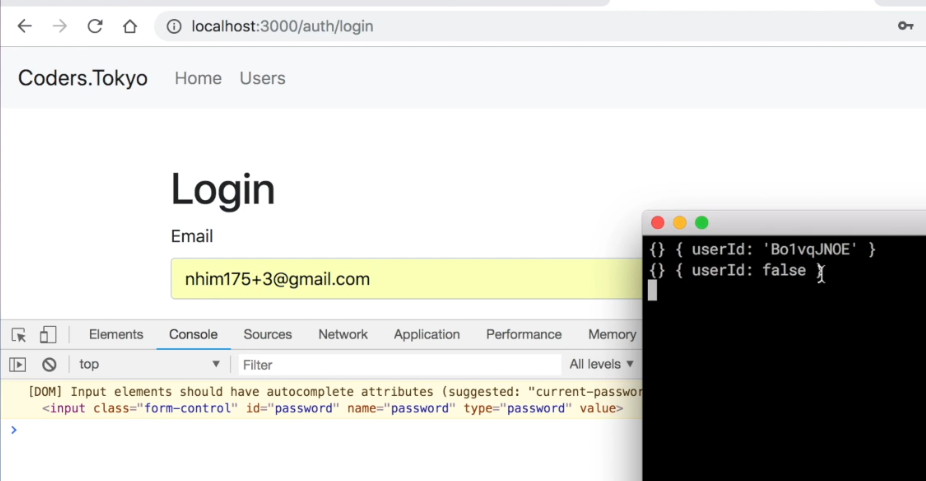 localhost:3000/auth/login
Coders.Tokyo Home Users
Login
Email
nhim175+3@gmail.com
{} { userId: 'Bo1vqJNOE' }
{} { userId: false }
Elements Console Sources Network Application Performance Memory
top Filter All levels
[DOM] Input elements should have autocomplete attributes (suggested: "current-passwor
<input class="form-control" id="password" name="password" type="password" value>